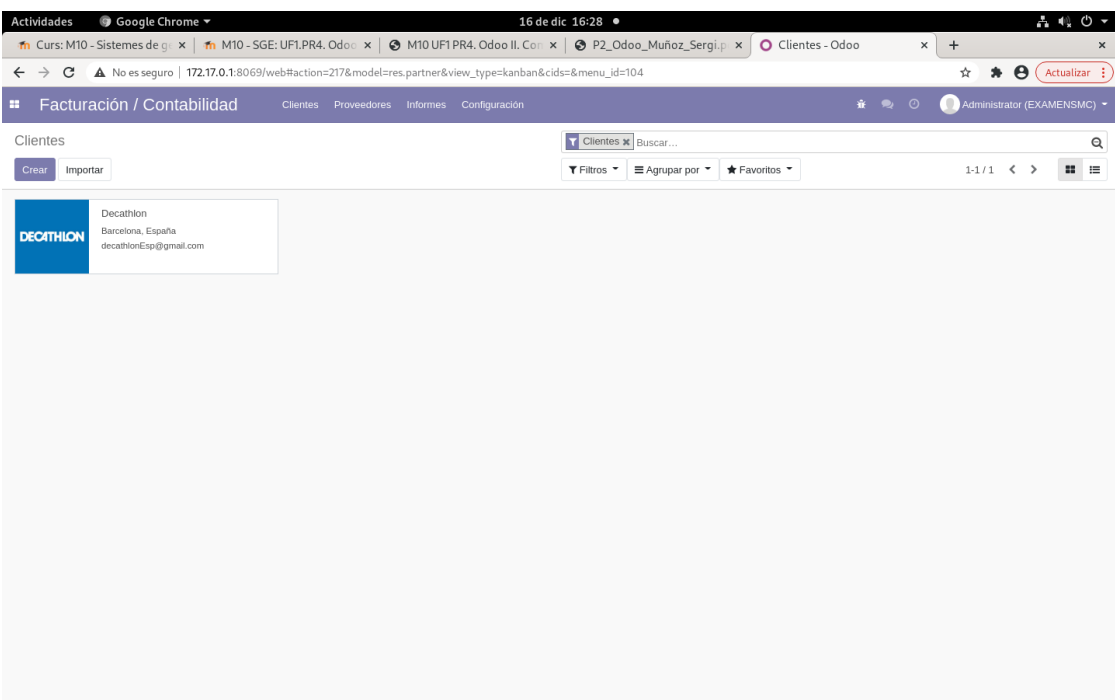 Actividades Google Chrome 16 de dic 16:28
Curs: M10 - Sistemes de g M10 - SGE: UF1.PR4. Odoo M10 UF1 PR4. Odoo II. Con P2_Odoo_Muñoz_Sergi.p Clientes - Odoo
No es seguro 172.17.0.1:8069/web#action=217&model=res.partner&view_type=kanban&cids=&menu_id=104 Actualizar
Facturación / Contabilidad Clientes Proveedores Informes Configuración Administrator (EXAMENSMC)
Clientes Clientes Buscar...
Crear Importar Filtros Agrupar por Favoritos 1-1 / 1
Decathlon
DECATHLON Barcelona, España
decathlonEsp@gmail.com